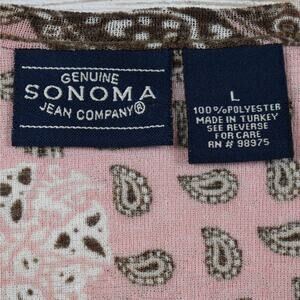 GENUINE
SONOMA
JEAN COMPANY®
L
100% POLYESTER
MADE IN TURKEY
SEE REVERSE
FOR CARE
RN # 98975